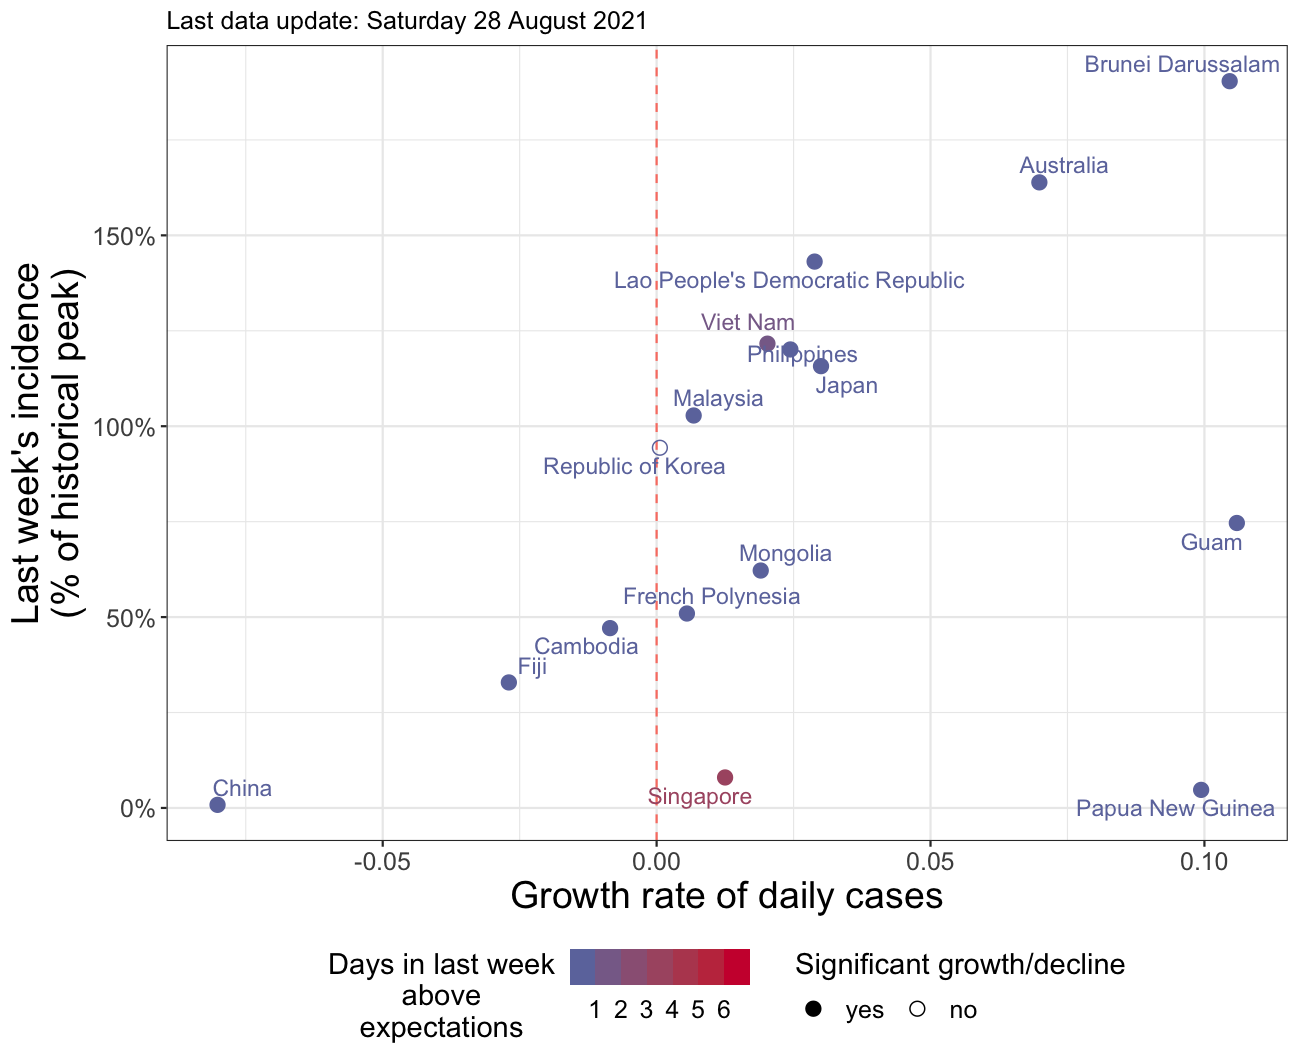 Last data update: Saturday 28 August 2021
Brunei Darussalam
Australia
150%
Lao People's Democratic Republic
Viet Nam
Philippines
Japan
Malaysia
100%
Republic of Korea
Guam
Mongolia
French Polynesia
50%
Cambodia
Fiji
China
Singapore
0%
Papua New Guinea
Last week's incidence
(% of historical peak)
-0.05 0.00 0.05 0.10
Growth rate of daily cases
Days in last week
above
expectations
1 2 3 4 5 6
Significant growth/decline
yes no